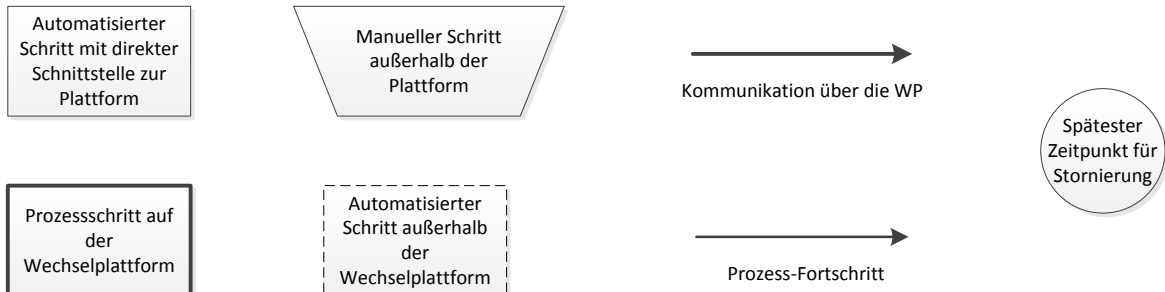 Automatisierter
Schritt mit direkter
Schnittstelle zur
Plattform
Manueller Schritt
außerhalb der
Plattform
Kommunikation über die WP
Spätester
Zeitpunkt für
Stornierung
Prozessschritt auf
der
Wechselplattform
Automatisierter
Schritt außerhalb
der
Wechselplattform
Prozess-Fortschritt